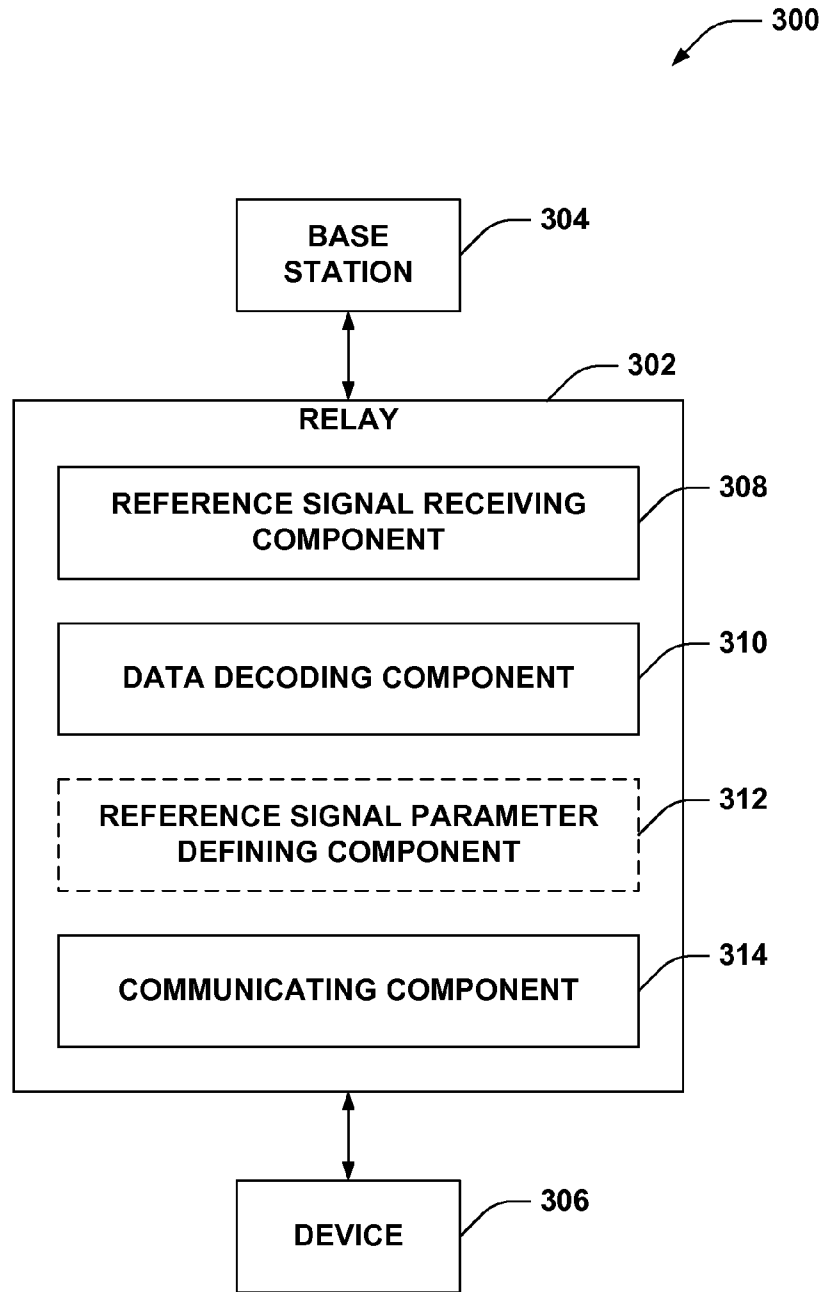 300
BASE
STATION
304
302
RELAY
REFERENCE SIGNAL RECEIVING
COMPONENT
308
DATA DECODING COMPONENT
310
REFERENCE SIGNAL PARAMETER
DEFINING COMPONENT
312
COMMUNICATING COMPONENT
314
DEVICE
306